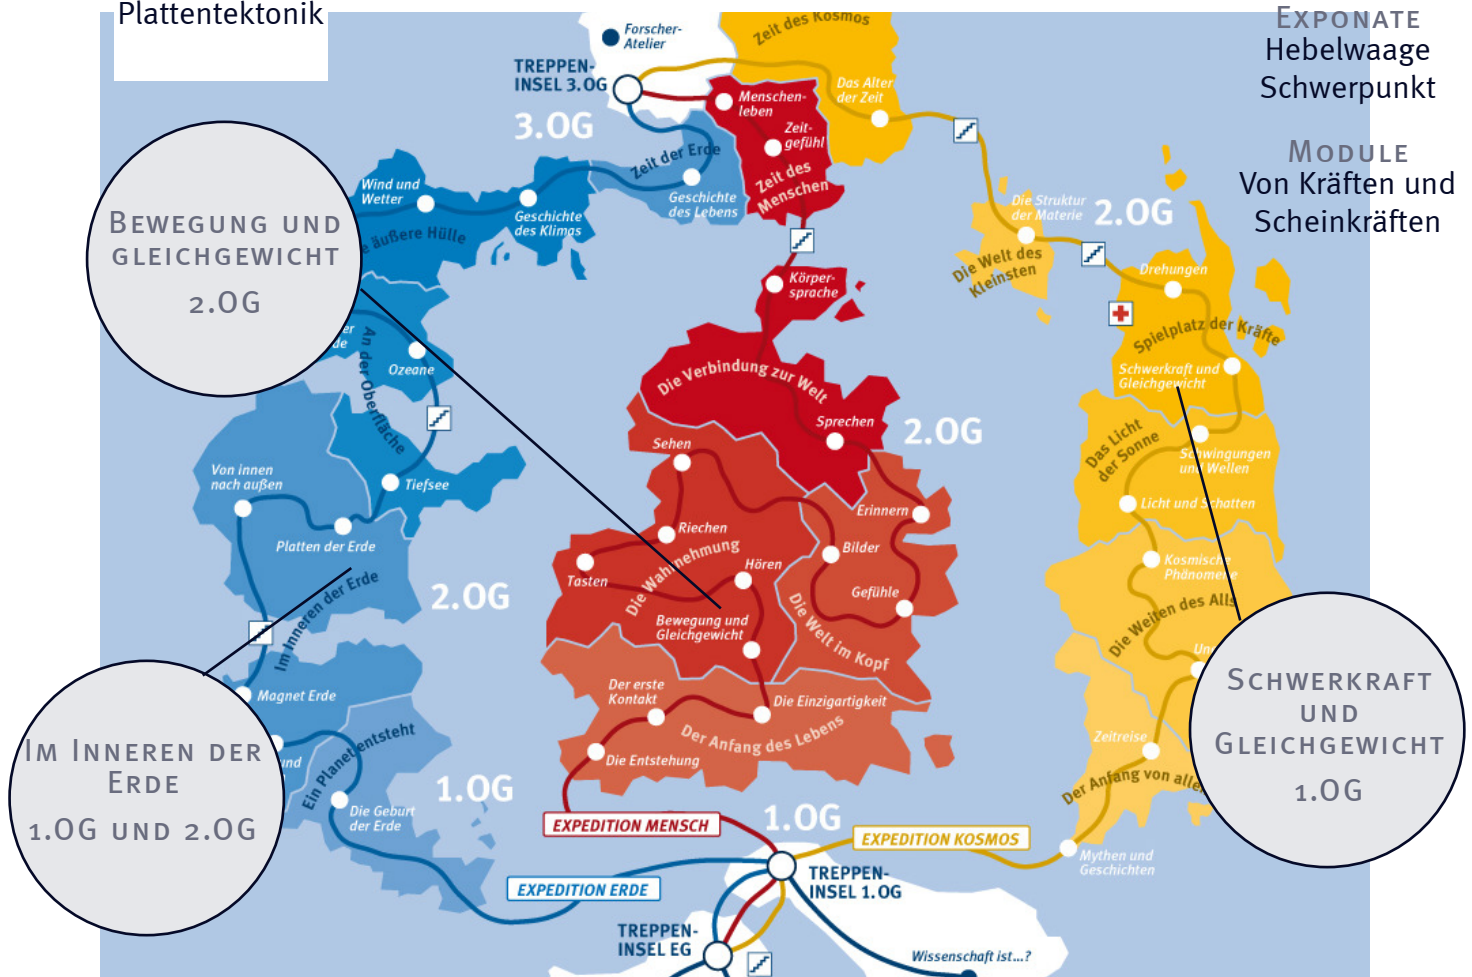 Plattentektonik
Zeit des Kosmos
EXPONATE
Hebelwaage
Schwerpunkt
MODULE
Von Kräften und
Scheinkräften
Forscher-
Atelier
TREPPEN-
INSEL 3.OG
3.OG
Das Alter
der Zeit
Menschen-
leben
Zeit-
gefühl
Zeit des
Menschen
Zeit der Erde
Geschichte
des Lebens
Wind und
Wetter
Geschichte
des Klimas
äußere Hülle
BEWEGUNG UND
GLEICHGEWICHT
2.OG
Die Struktur
der Materie
2.OG
Die Welt des
Kleinsten
Drehungen
Spielplatz der Kräfte
Schwerkraft und
Gleichgewicht
Körper-
sprache
Die Verbindung zur Welt
Sprechen
2.OG
An der Oberfläche
Ozeane
Tiefsee
Das Licht
der Sonne
Schwingungen
und Wellen
Licht und Schatten
Sehen
Riechen
Tasten
Die Wahrnehmung
Hören
Bewegung und
Gleichgewicht
Erinnern
Bilder
Gefühle
Die Welt im Kopf
Von innen
nach außen
Platten der Erde
2.OG
Im Inneren der Erde
Kosmische
Phänomene
Die Weiten des Alls
Magnet Erde
Ein Planet entsteht
und
Die Geburt
der Erde
1.OG
IM INNEREN DER
ERDE
1.OG UND 2.OG
Der erste
Kontakt
Die Einzigartigkeit
Der Anfang des Lebens
Die Entstehung
Zeitreise
Der Anfang von allem
SCHWERKRAFT
UND
GLEICHGEWICHT
1.OG
EXPEDITION MENSCH
1.OG
EXPEDITION KOSMOS
Mythen und
Geschichten
EXPEDITION ERDE
TREPPEN-
INSEL 1.OG
TREPPEN-
INSEL EG
Wissenschaft ist...?